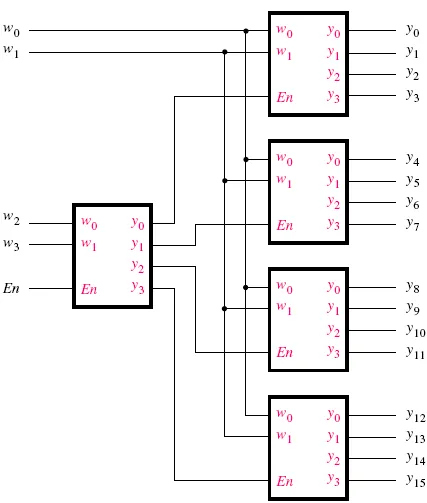 w0 w0 y0 y0
w1 w1 y1 y1
y2 y2
En y3 y3
w0 y0 y4
w1 y1 y5
y2 y6
En y3 y7
w2 w0 y0
w3 w1 y1
y2
En En y3
w0 y0 y8
w1 y1 y9
y2 y10
En y3 y11
w0 y0 y12
w1 y1 y13
y2 y14
En y3 y15